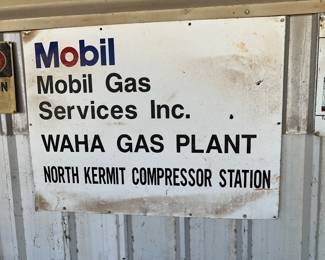 Mobil
Mobil Gas
Services Inc.
WAHA GAS PLANT
NORTH KERMIT COMPRESSOR STATION